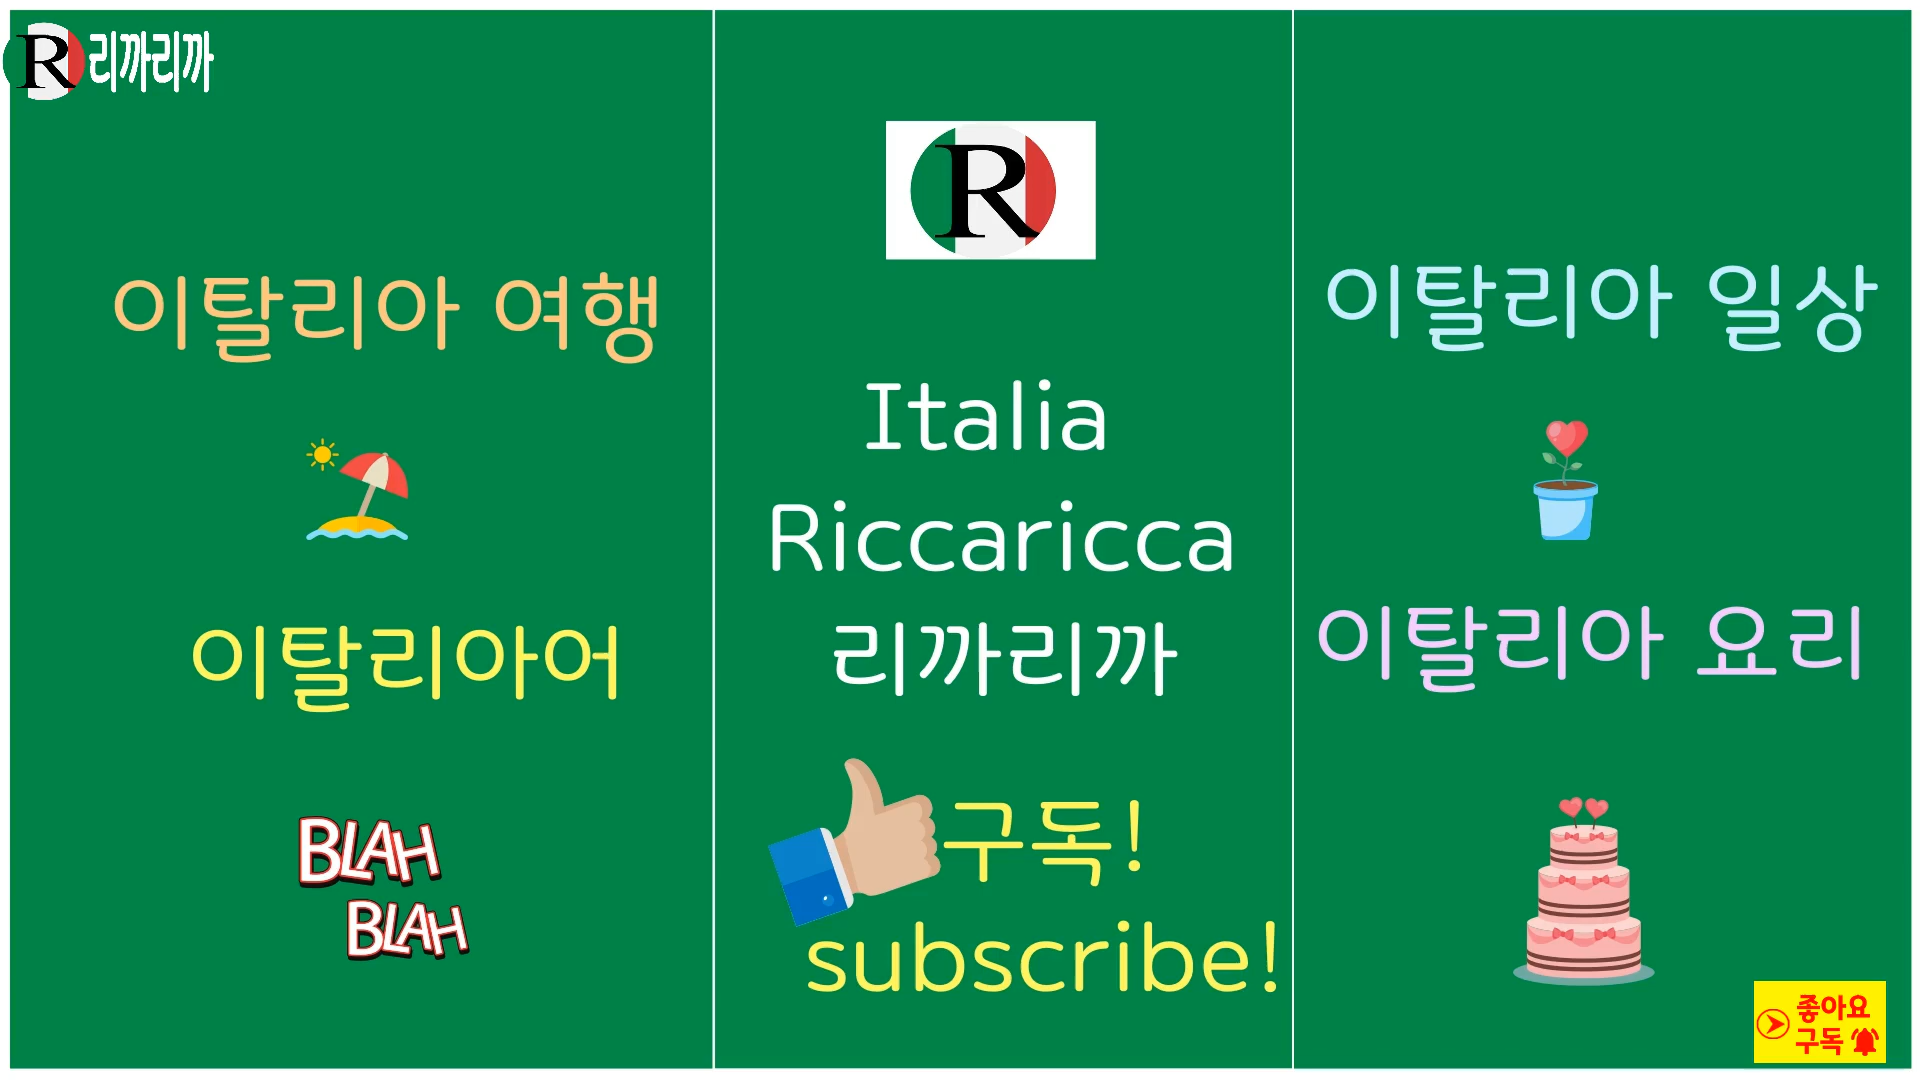 R 리까리까
이탈리아 여행
이탈리아어
BLAH
BLAH
R
Italia
Riccaricca
리까리까
구독!
subscribe!
이탈리아 일상
이탈리아 요리
좋아요
구독